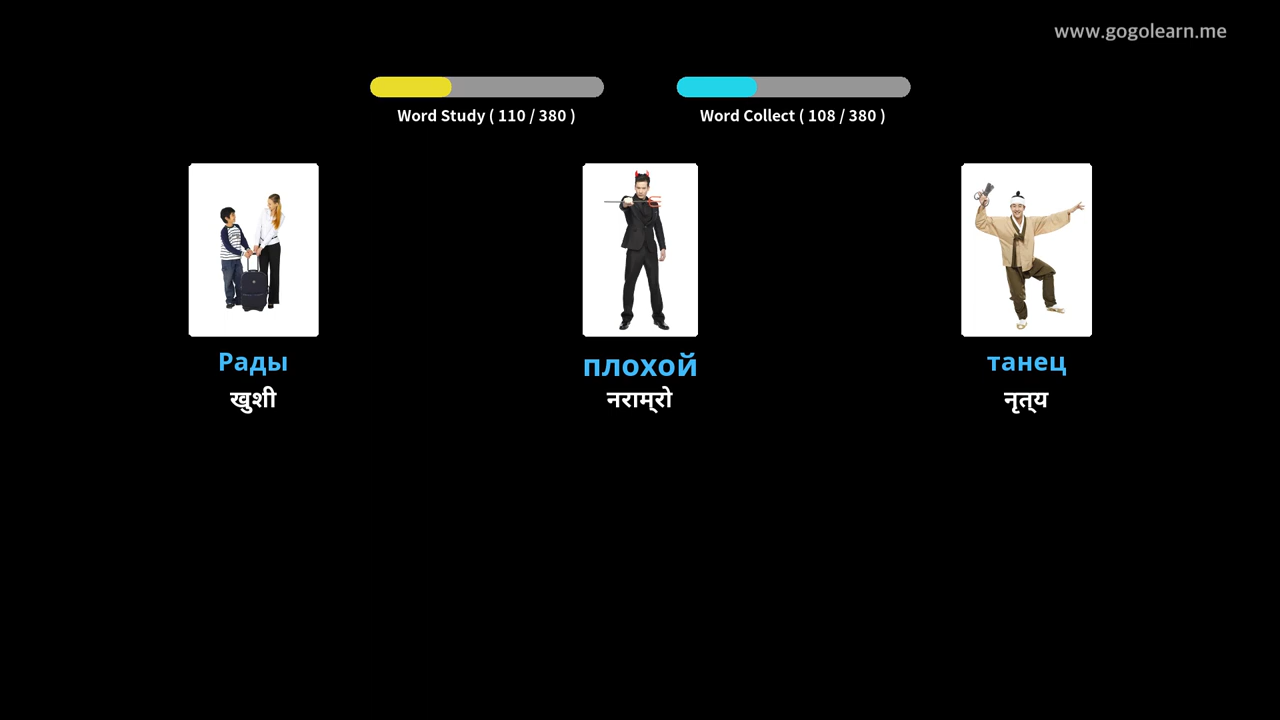 www.gogolearn.me
Word Study ( 110 / 380 )
Word Collect ( 108 / 380 )
Рады
плохой
танец
खुशी
नराम्रो
नृत्य